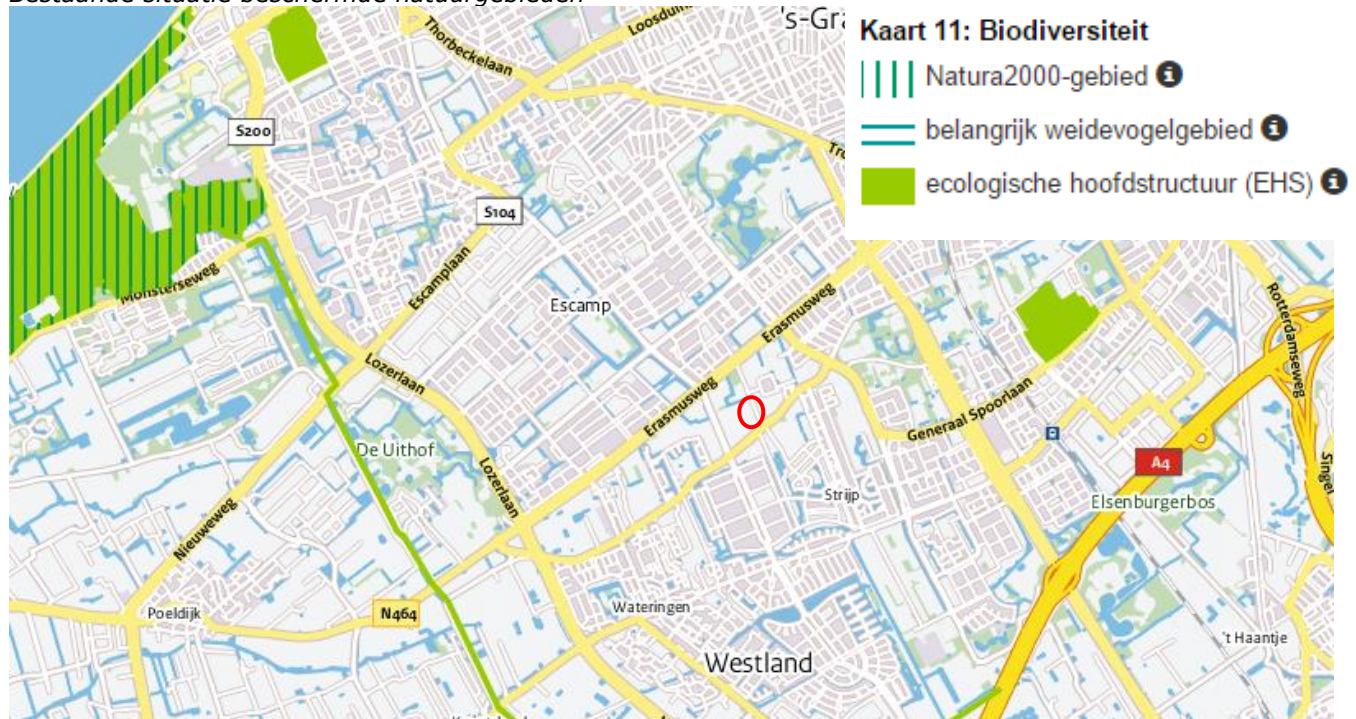 Bestaande situatie beschermde natuurgebieden
Kaart 11: Biodiversiteit
Natura2000-gebied
belangrijk weidevogelgebied
ecologische hoofdstructuur (EHS)
's-Gra
Loosduin
Thorbeckelaan
S200
S104
Tr
Monsterseweg
Escamplaan
Escamp
Erasmusweg
Rotterdamseweg
Lozerlaan
Erasmusweg
Generaal Spoorlaan
De Uithof
Lozerlaan
A4
Singel
Strijp
Elsenburgerbos
Nieuweweg
Poeldijk
N464
Wateringen
't Haantje
Westland